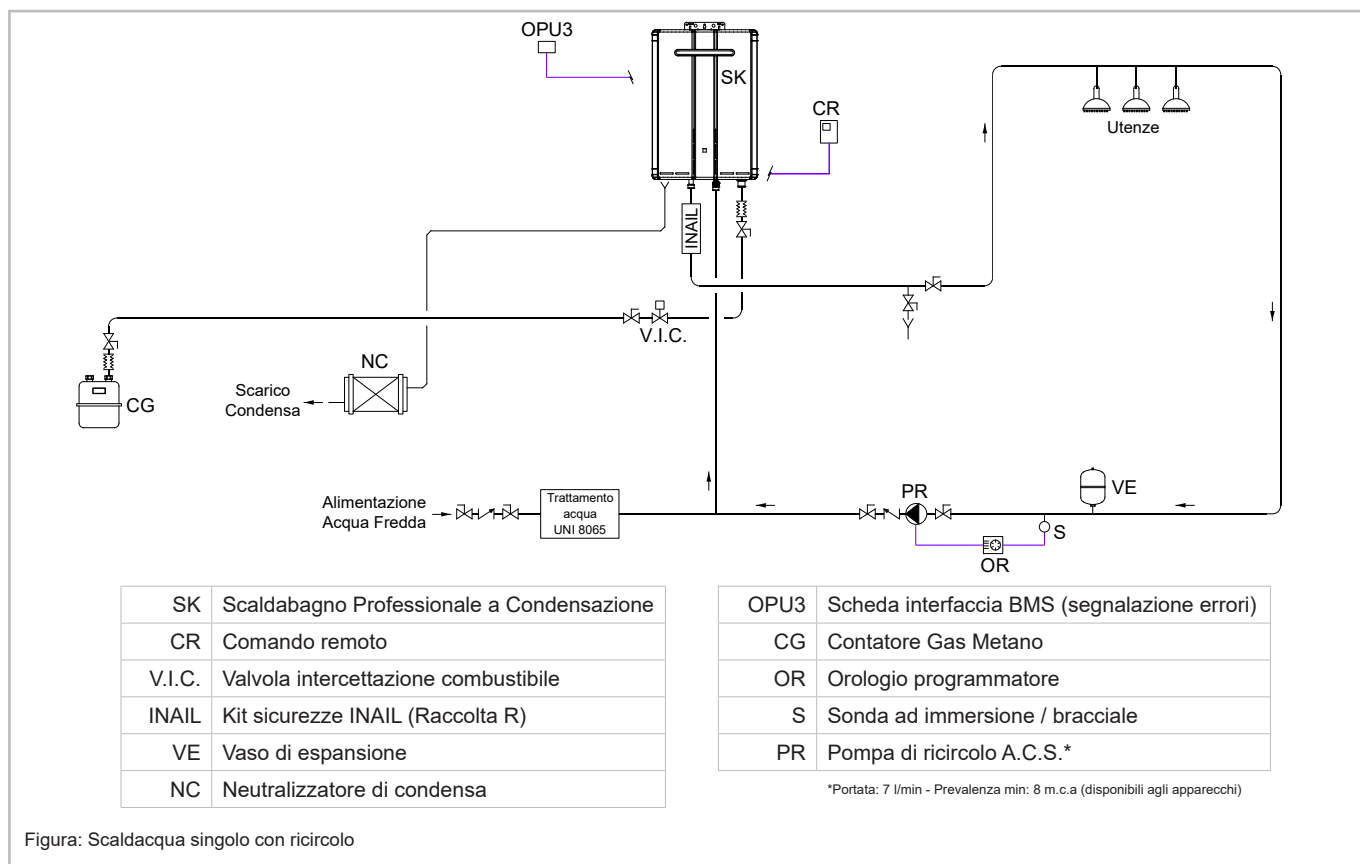 OPU3
SK
CR
Utenze
INAIL
V.I.C.
NC
CG
Scarico
Condensa
Alimentazione
Acqua Fredda
Trattamento
acqua
UNI 8065
PR
VE
S
OR
SK Scaldabagno Professionale a Condensazione
CR Comando remoto
V.I.C. Valvola intercettazione combustibile
INAIL Kit sicurezze INAIL (Raccolta R)
VE Vaso di espansione
NC Neutralizzatore di condensa
OPU3 Scheda interfaccia BMS (segnalazione errori)
CG Contatore Gas Metano
OR Orologio programmatore
S Sonda ad immersione / bracciale
PR Pompa di ricircolo A.C.S.*
*Portata: 7 l/min - Prevalenza min: 8 m.c.a (disponibili agli apparecchi)
Figura: Scaldacqua singolo con ricircolo